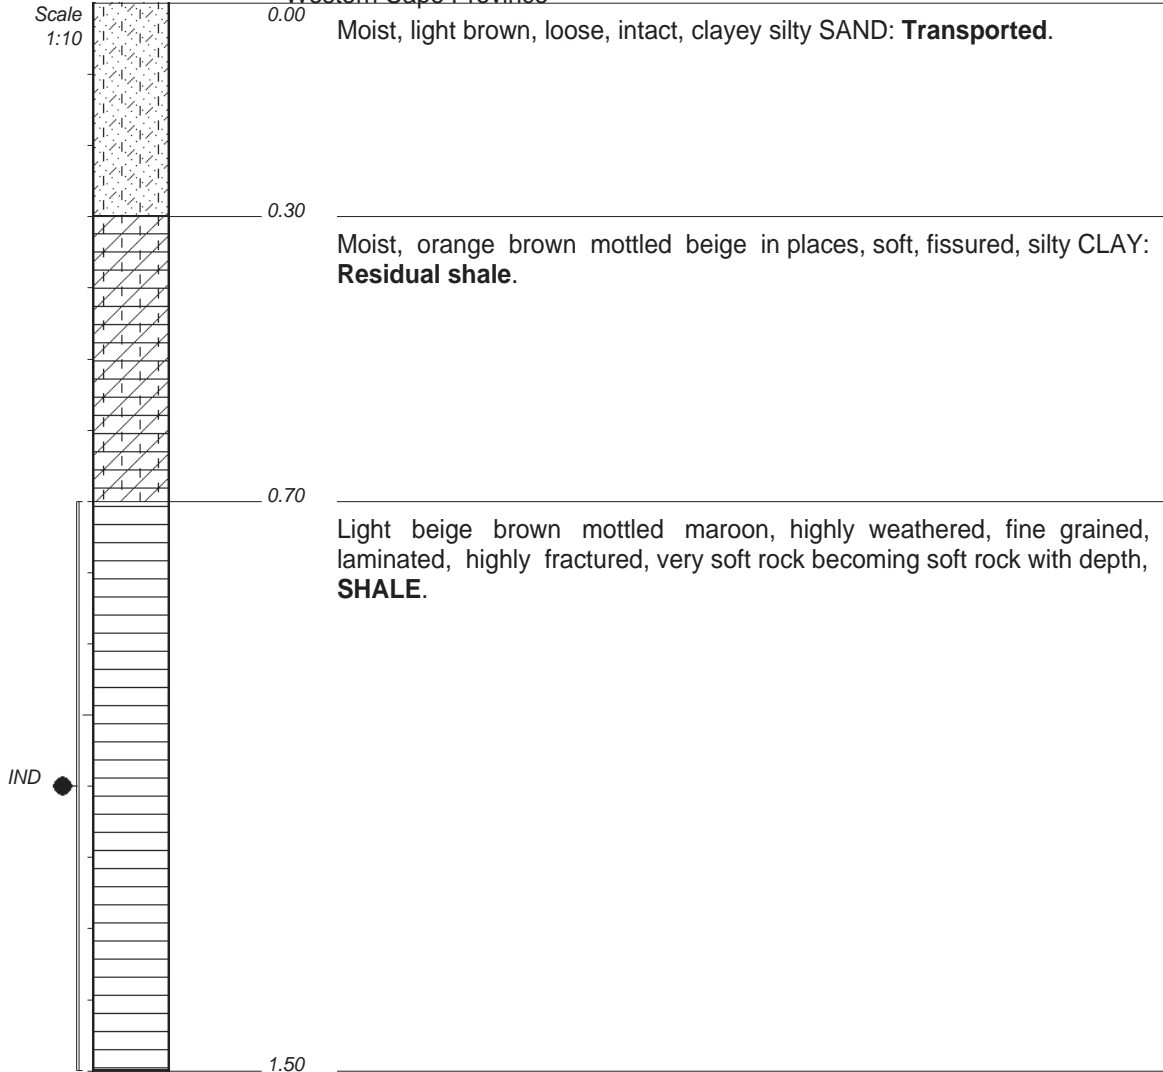 Scale
1:10
0.00
Moist, light brown, loose, intact, clayey silty SAND: Transported.
0.30
Moist, orange brown mottled beige in places, soft, fissured, silty CLAY:
Residual shale.
0.70
Light beige brown mottled maroon, highly weathered, fine grained,
laminated, highly fractured, very soft rock becoming soft rock with depth,
SHALE.
IND
1.50